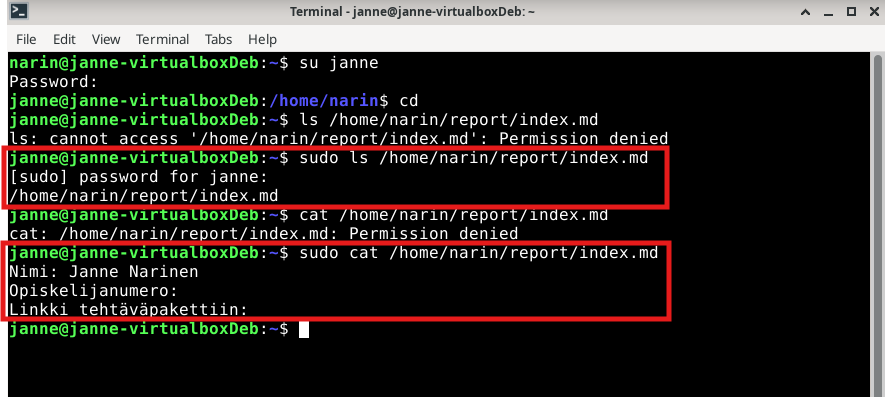 Terminal - janne@janne-virtualboxDeb: ~
File Edit View Terminal Tabs Help
narin@janne-virtualboxDeb:~$ su janne
Password:
janne@janne-virtualboxDeb:/home/narin$ cd
janne@janne-virtualboxDeb:~$ ls /home/narin/report/index.md
ls: cannot access '/home/narin/report/index.md': Permission denied
janne@janne-virtualboxDeb:~$ sudo ls /home/narin/report/index.md
[sudo] password for janne:
/home/narin/report/index.md
janne@janne-virtualboxDeb:~$ cat /home/narin/report/index.md
cat: /home/narin/report/index.md: Permission denied
janne@janne-virtualboxDeb:~$ sudo cat /home/narin/report/index.md
Nimi: Janne Narinen
Opiskelijanumero:
Linkki tehtäväpakettiin:
janne@janne-virtualboxDeb:~$